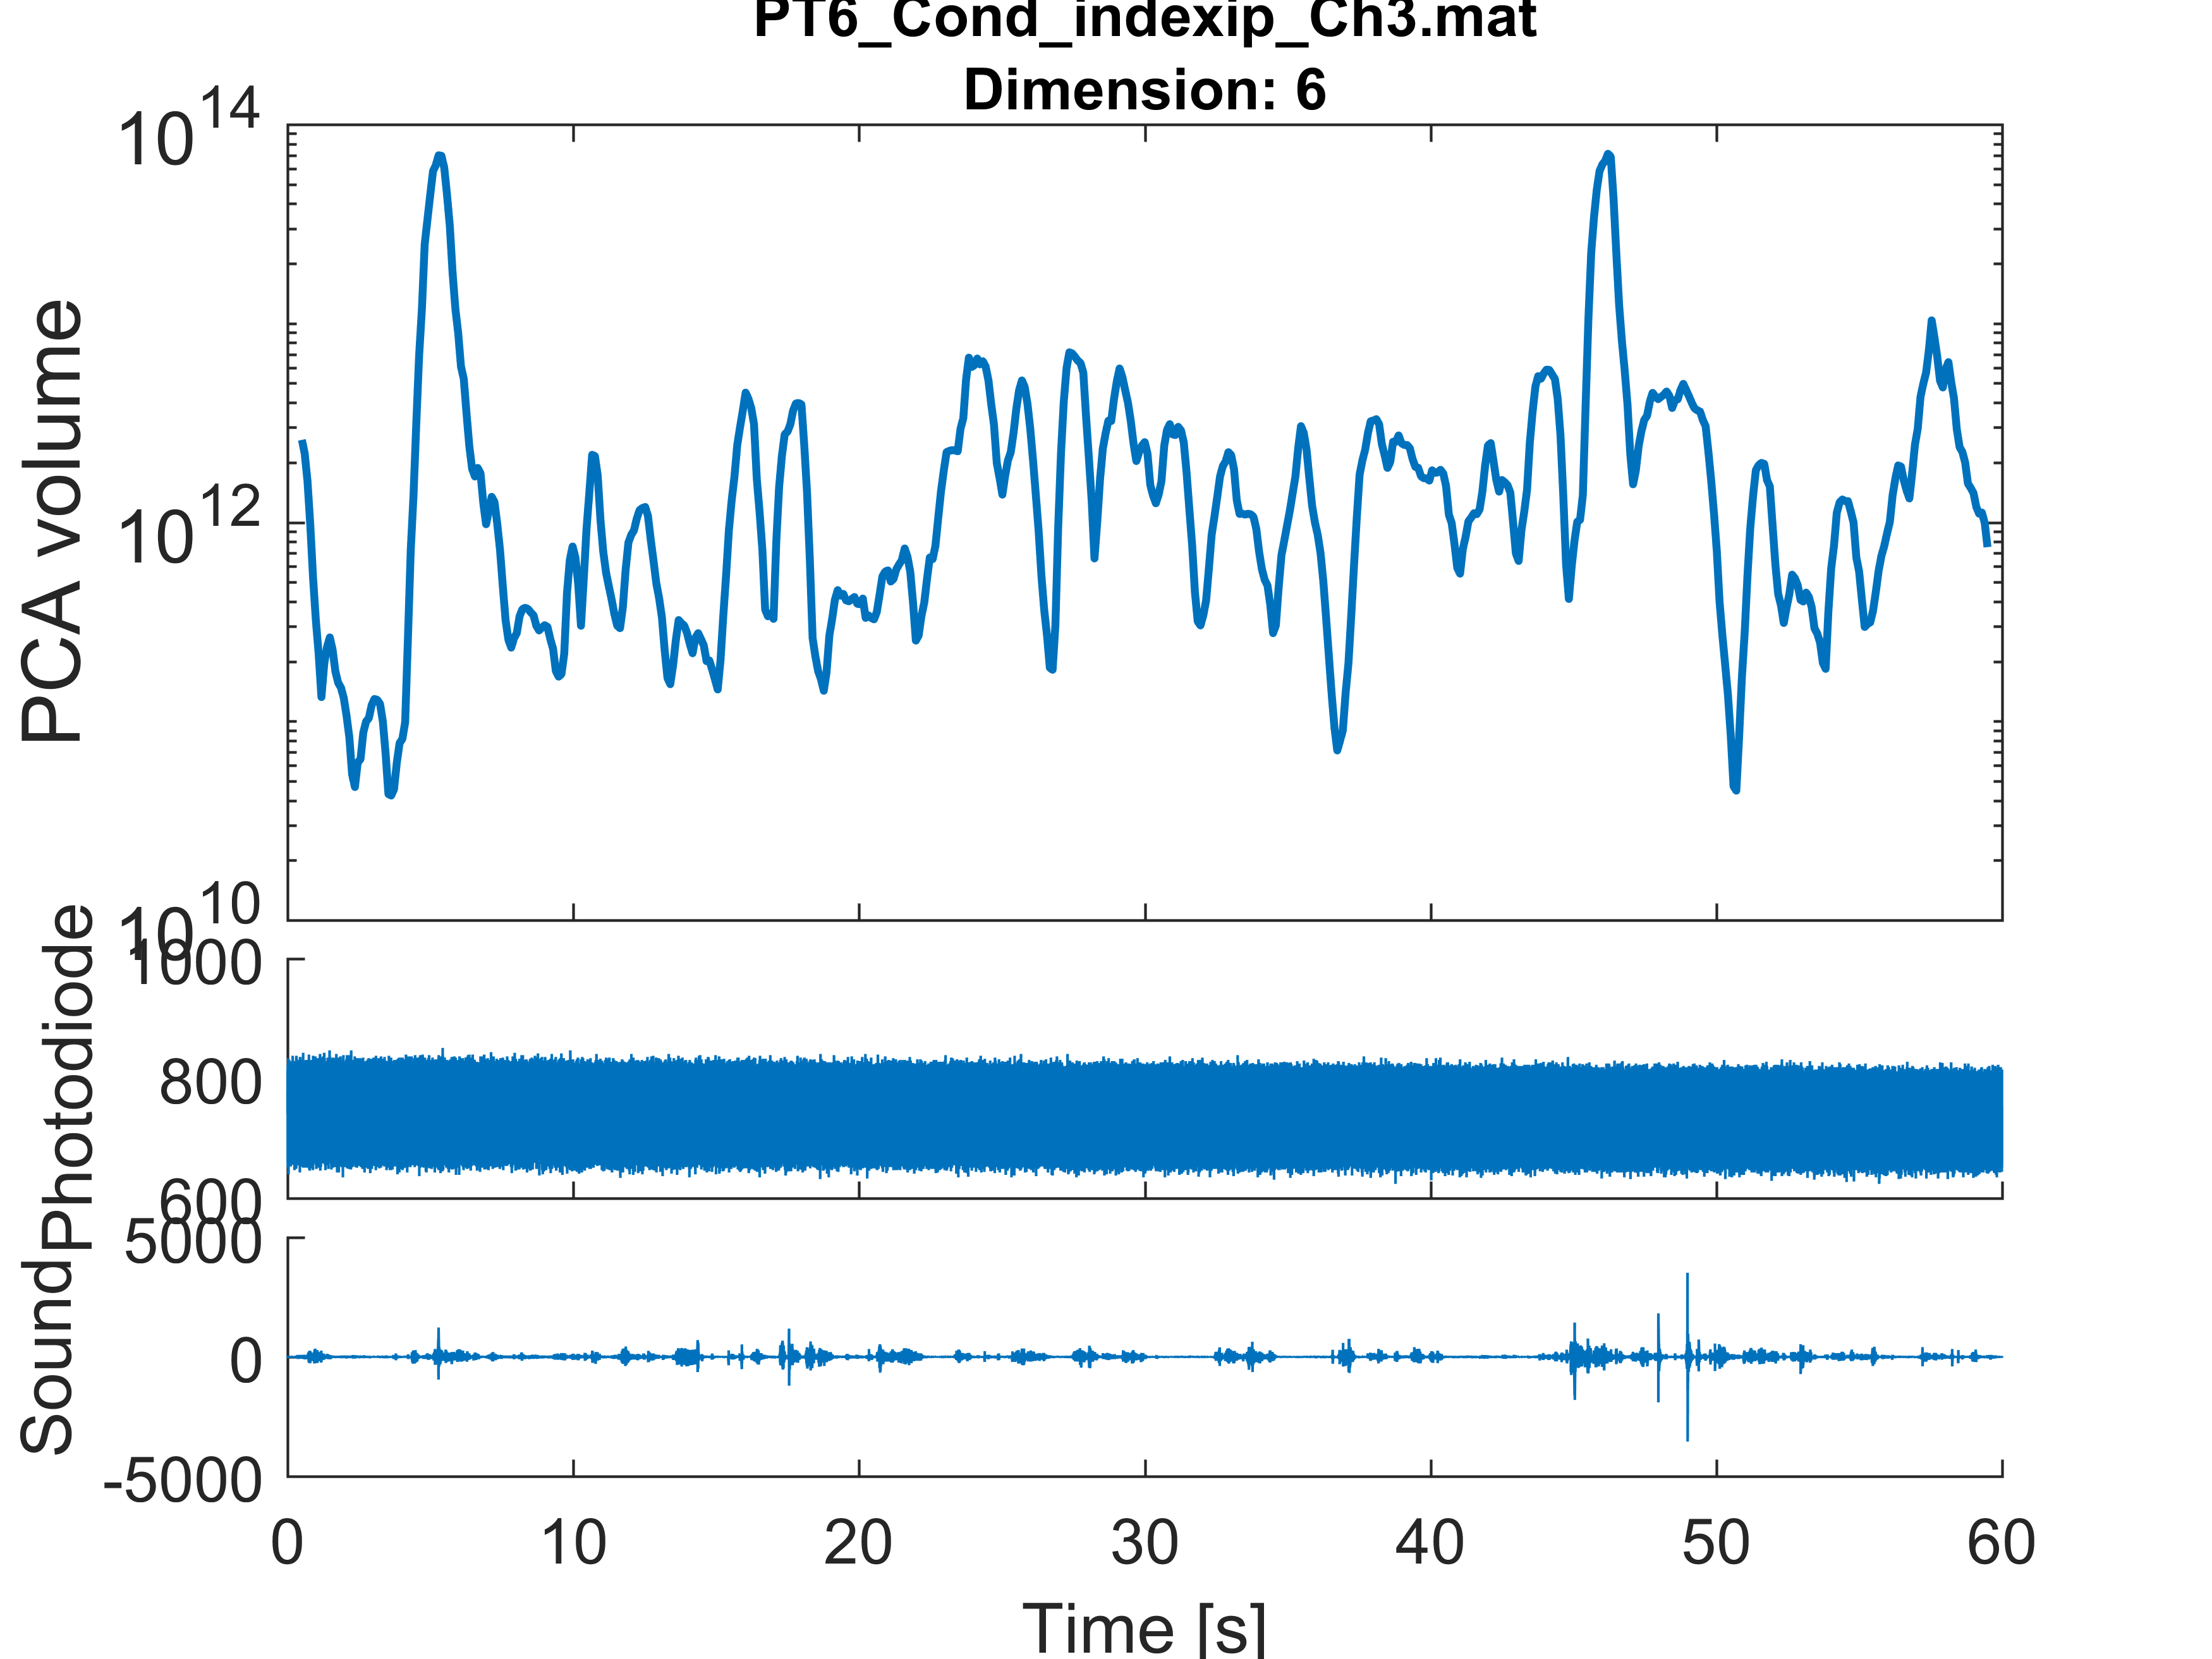 PT6_Cond_indexip_Ch3.mat
Dimension: 6
10^14
10^12
10^10
PCA volume
1000
800
600
Photodiode
5000
0
-5000
Sound
0 10 20 30 40 50 60
Time [s]